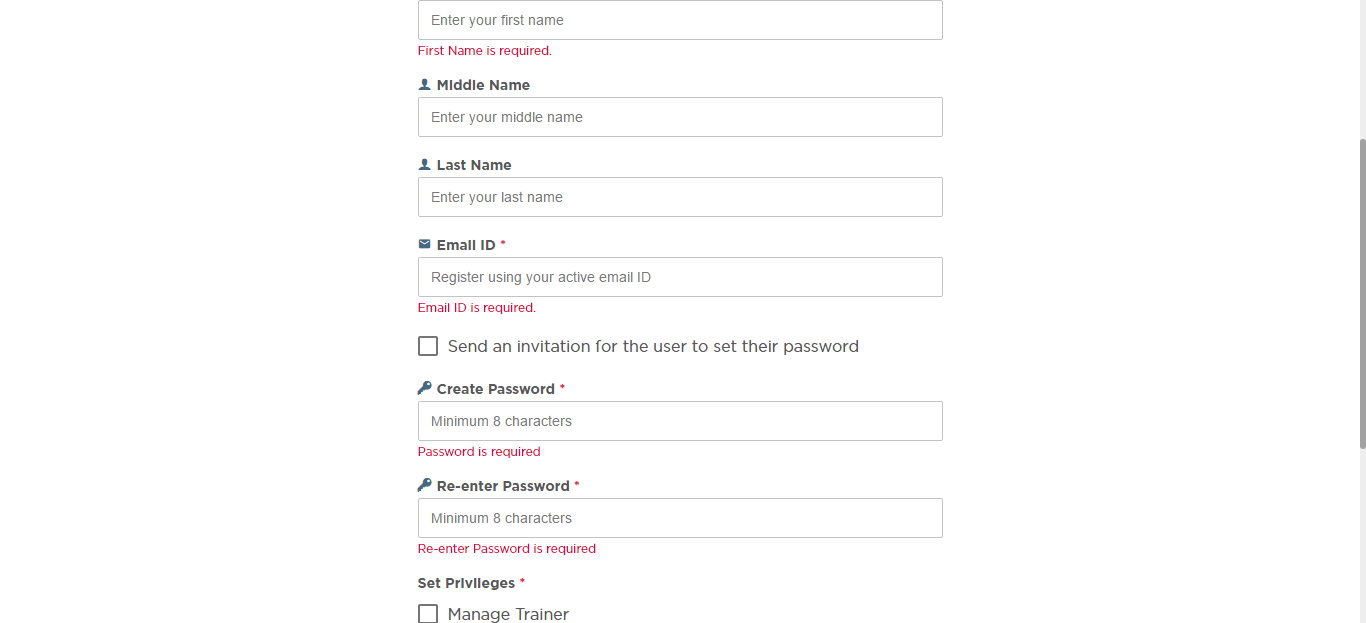 Enter your first name
First Name is required.
Middle Name
Enter your middle name
Last Name
Enter your last name
Email ID *
Register using your active email ID
Email ID is required.
Send an invitation for the user to set their password
Create Password *
Minimum 8 characters
Password is required
Re-enter Password *
Minimum 8 characters
Re-enter Password is required
Set Privileges *
Manage Trainer